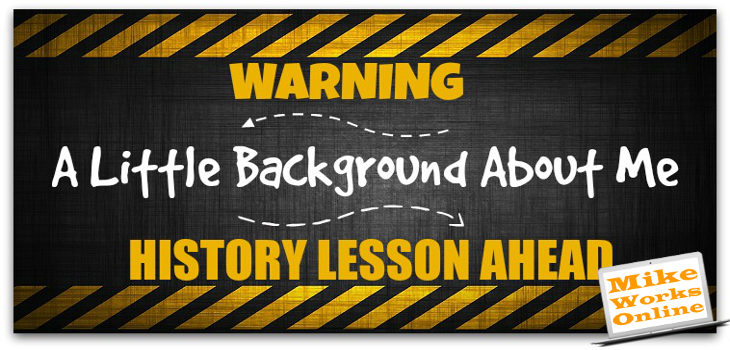 WARNING
A Little Background About Me
HISTORY LESSON AHEAD
Mike
Works
Online